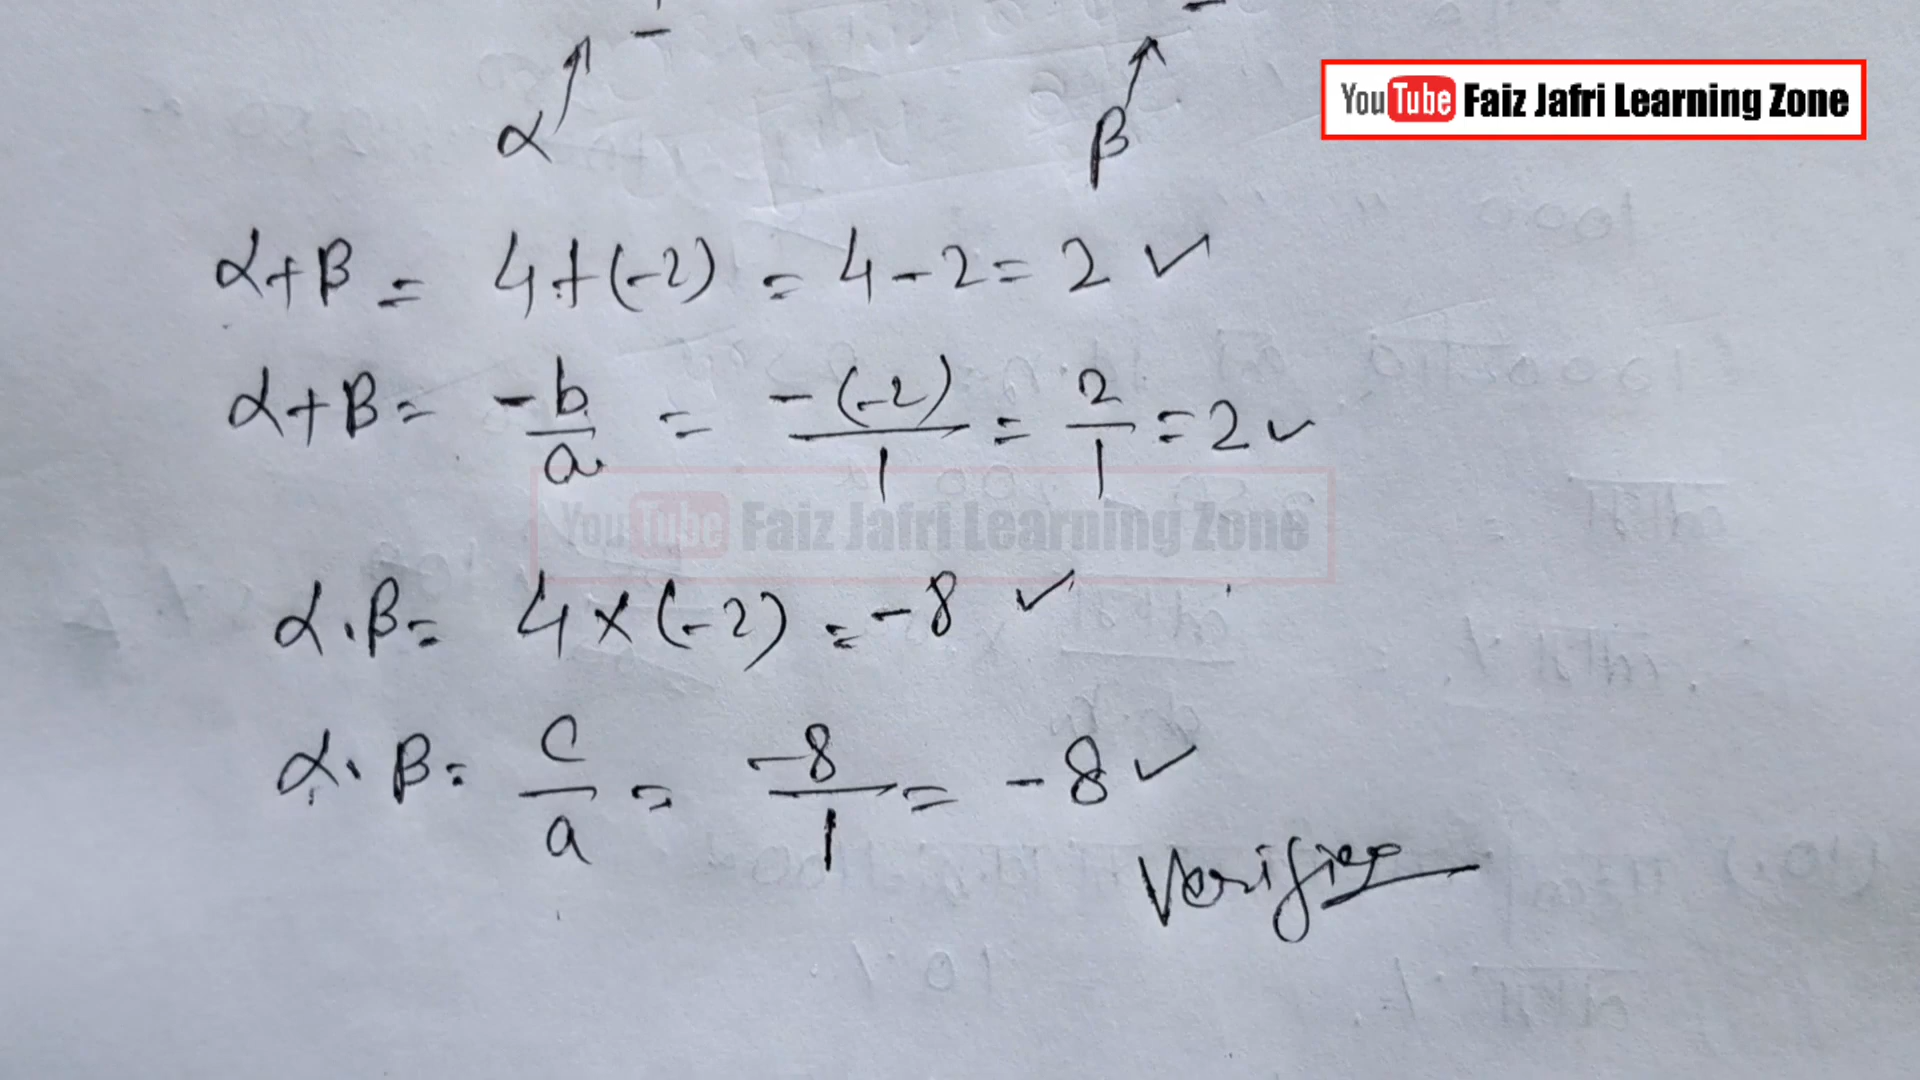 YouTube Faiz Jafri Learning Zone
α β
α+β = 4+(-2) = 4-2 = 2 ✓
α+β = -b/a = -(-2)/1 = 2/1 = 2 ✓
YouTube Faiz Jafri Learning Zone
α.β = 4×(-2) = -8 ✓
α.β = c/a = -8/1 = -8 ✓